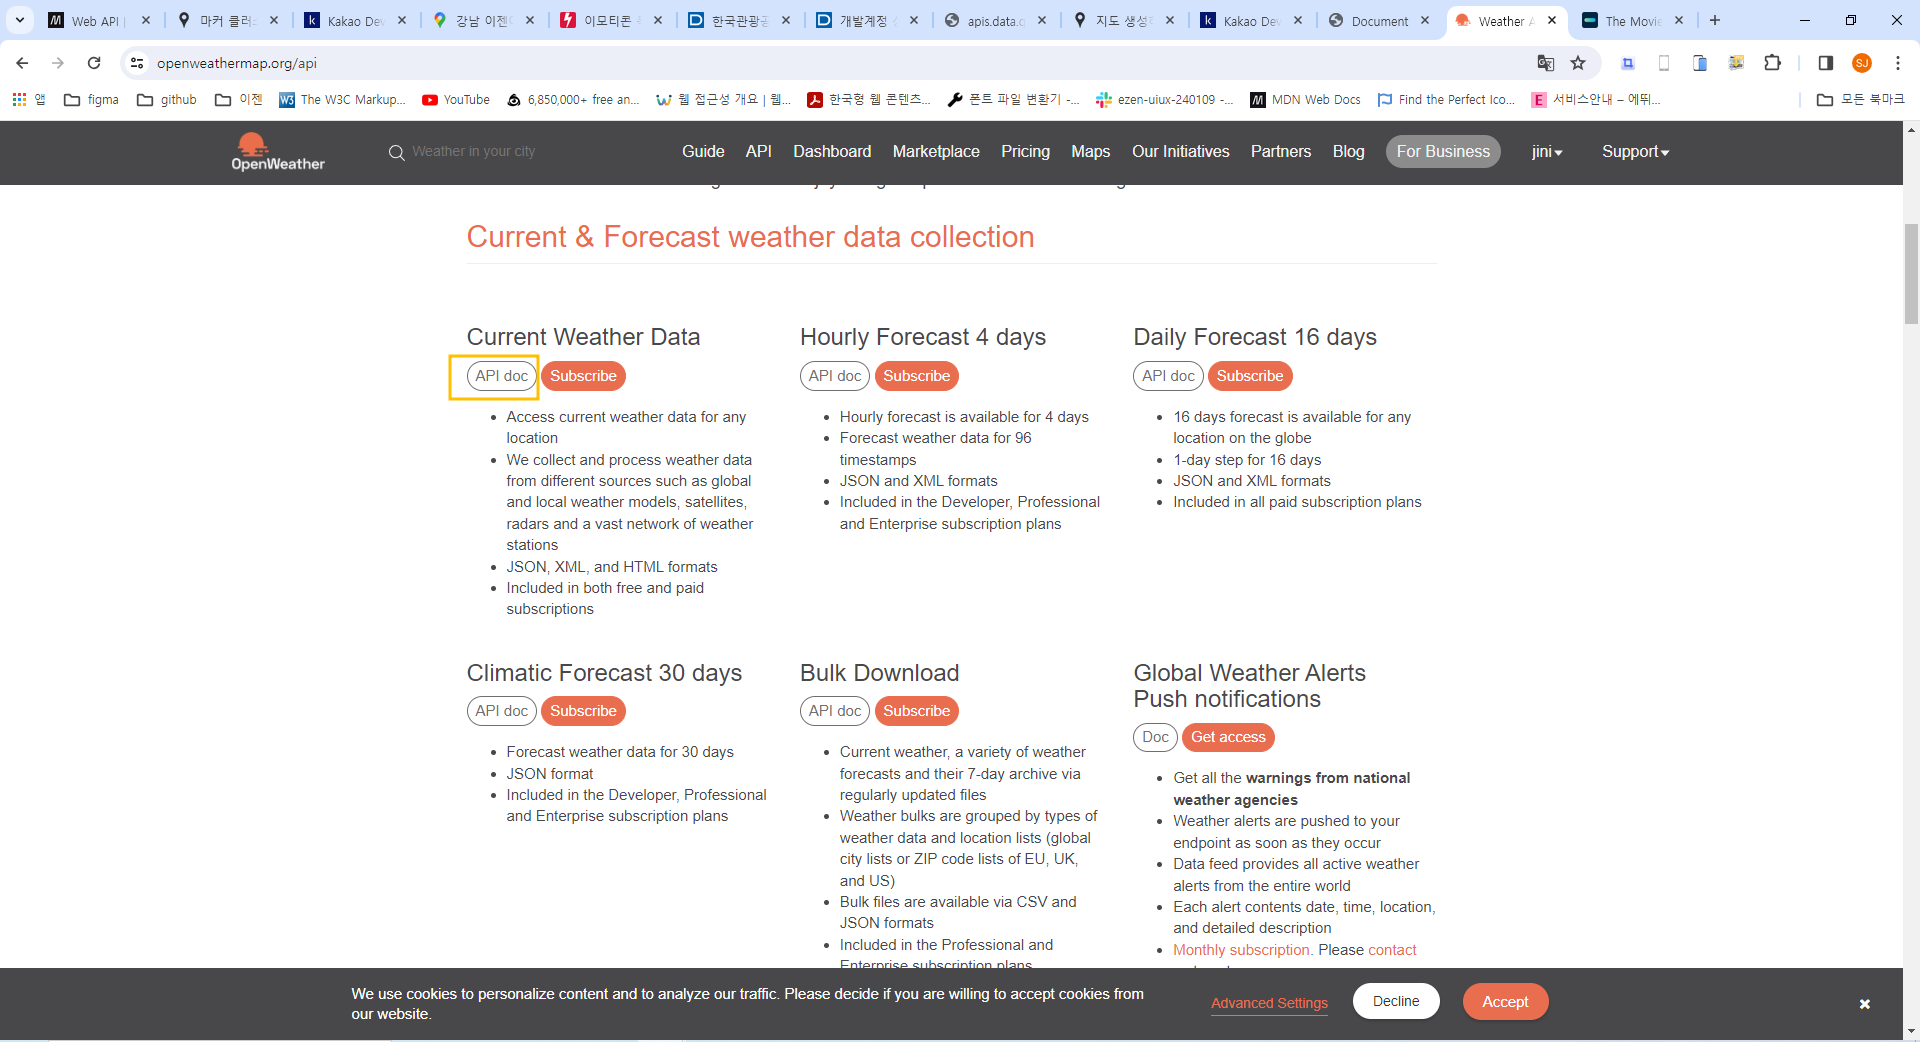 Web API |
마커 클러스
Kakao Dev
강남 이젠
이모티콘
한국관광공
개발계정
apis.data.g
지도 생성
Kakao Dev
Document
Weather A
The Movie
openweathermap.org/api
SJ
앱
figma
github
이젠
The W3C Markup...
YouTube
6,850,000+ free an...
웹 접근성 개요 | 웹...
한국형 웹 콘텐츠...
폰트 파일 변환기 -...
ezen-uiux-240109 -...
MDN Web Docs
Find the Perfect Ico...
서비스안내 – 에뛰...
모든 북마크
OpenWeather
Weather in your city
Guide
API
Dashboard
Marketplace
Pricing
Maps
Our Initiatives
Partners
Blog
For Business
jini
Support
Current & Forecast weather data collection
Current Weather Data
API doc
Subscribe
Access current weather data for any
location
We collect and process weather data
from different sources such as global
and local weather models, satellites,
radars and a vast network of weather
stations
JSON, XML, and HTML formats
Included in both free and paid
subscriptions
Hourly Forecast 4 days
API doc
Subscribe
Hourly forecast is available for 4 days
Forecast weather data for 96
timestamps
JSON and XML formats
Included in the Developer, Professional
and Enterprise subscription plans
Daily Forecast 16 days
API doc
Subscribe
16 days forecast is available for any
location on the globe
1-day step for 16 days
JSON and XML formats
Included in all paid subscription plans
Climatic Forecast 30 days
API doc
Subscribe
Forecast weather data for 30 days
JSON format
Included in the Developer, Professional
and Enterprise subscription plans
Bulk Download
API doc
Subscribe
Current weather, a variety of weather
forecasts and their 7-day archive via
regularly updated files
Weather bulks are grouped by types of
weather data and location lists (global
city lists or ZIP code lists of EU, UK,
and US)
Bulk files are available via CSV and
JSON formats
Included in the Professional and
Enterprise subscription plans
Global Weather Alerts
Push notifications
Doc
Get access
Get all the warnings from national
weather agencies
Weather alerts are pushed to your
endpoint as soon as they occur
Data feed provides all active weather
alerts from the entire world
Each alert contents date, time, location,
and detailed description
Monthly subscription. Please contact
We use cookies to personalize content and to analyze our traffic. Please decide if you are willing to accept cookies from
our website.
Advanced Settings
Decline
Accept